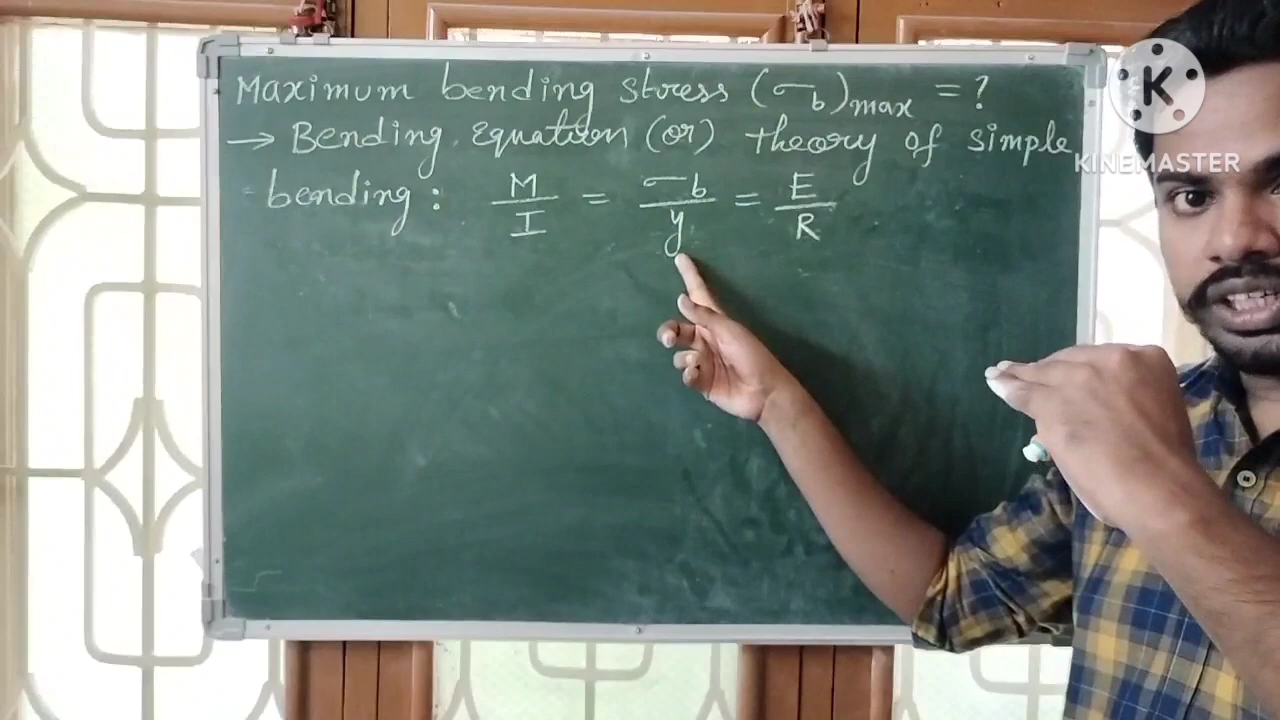 Maximum bending stress (σb)max = ?
→ Bending Equation (or) theory of simple
bending : M/I = σb/y = E/R
K
KINEMASTER